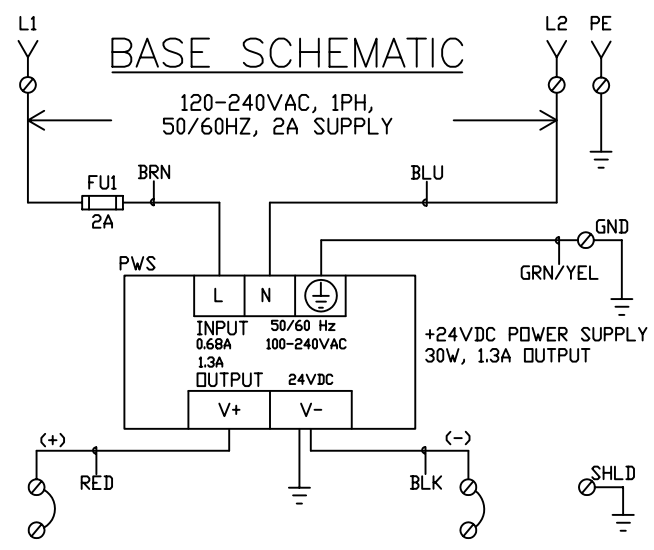 L1
L2 PE
BASE SCHEMATIC
120-240VAC, 1PH,
50/60HZ, 2A SUPPLY
FU1
BRN
BLU
2A
GND
PWS
GRN/YEL
L N
INPUT 50/60 Hz
0.68A 100-240VAC
1.3A
OUTPUT 24VDC
+24VDC POWER SUPPLY
30W, 1.3A OUTPUT
V+ V-
(+)
(-)
RED
BLK
SHLD